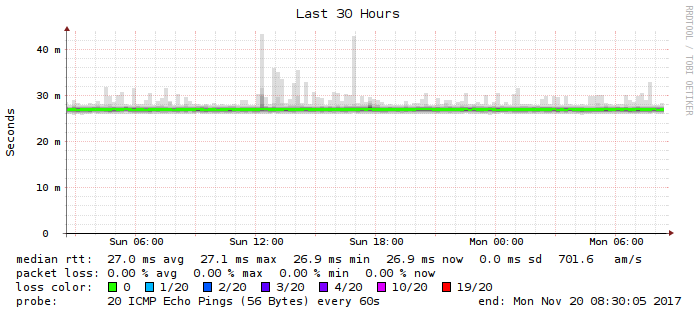 Last 30 Hours
RRDTOOL / TOBI OETIKER
Seconds
40 m
30 m
20 m
10 m
0
Sun 06:00 Sun 12:00 Sun 18:00 Mon 00:00 Mon 06:00
median rtt: 27.0 ms avg 27.1 ms max 26.9 ms min 26.9 ms now 0.0 ms sd 701.6 am/s
packet loss: 0.00 % avg 0.00 % max 0.00 % min 0.00 % now
loss color: 0 1/20 2/20 3/20 4/20 10/20 19/20
probe: 20 ICMP Echo Pings (56 Bytes) every 60s end: Mon Nov 20 08:30:05 2017